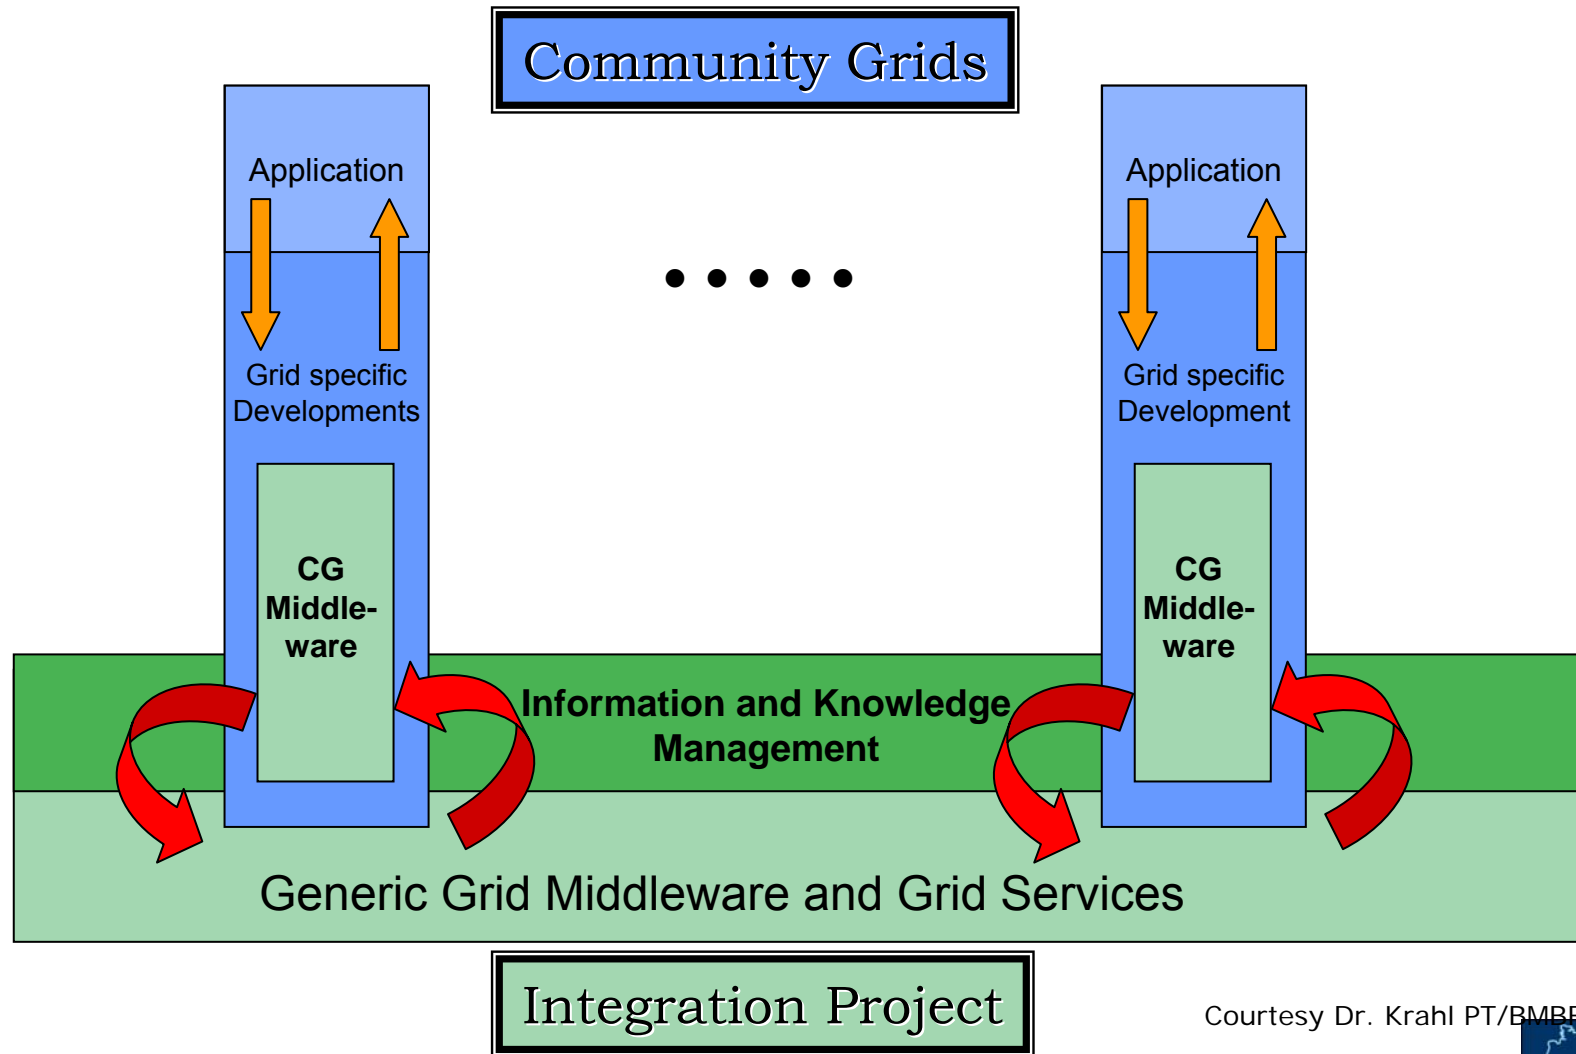 Community Grids
Application
Application
Grid specific
Developments
Grid specific
Development
CG
Middle-
ware
CG
Middle-
ware
Information and Knowledge
Management
Generic Grid Middleware and Grid Services
Integration Project
Courtesy Dr. Krahl PT/BMBF